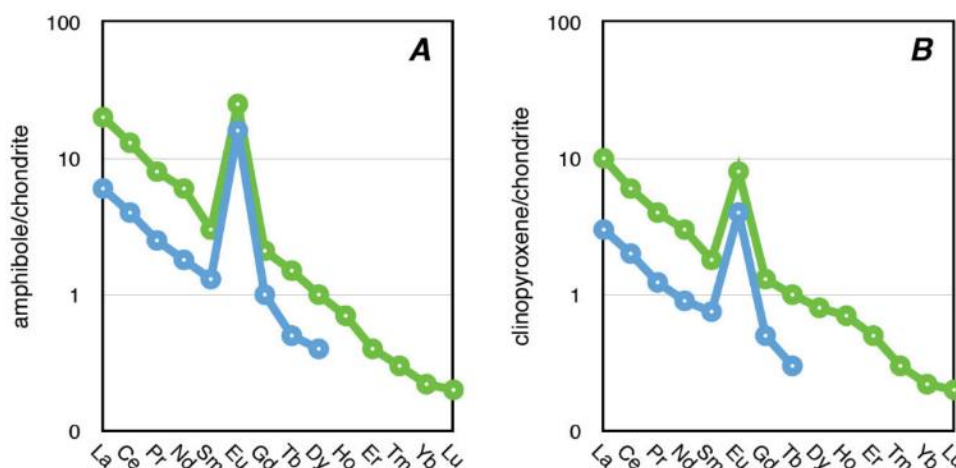 A
amphibole/chondrite
100
10
1
0
La Ce Pr Nd Sm Eu Gd Tb Dy Ho Er Tm Yb Lu
B
clinopyroxene/chondrite
100
10
1
0
La Ce Pr Nd Sm Eu Gd Tb Dy Ho Er Tm Yb Lu